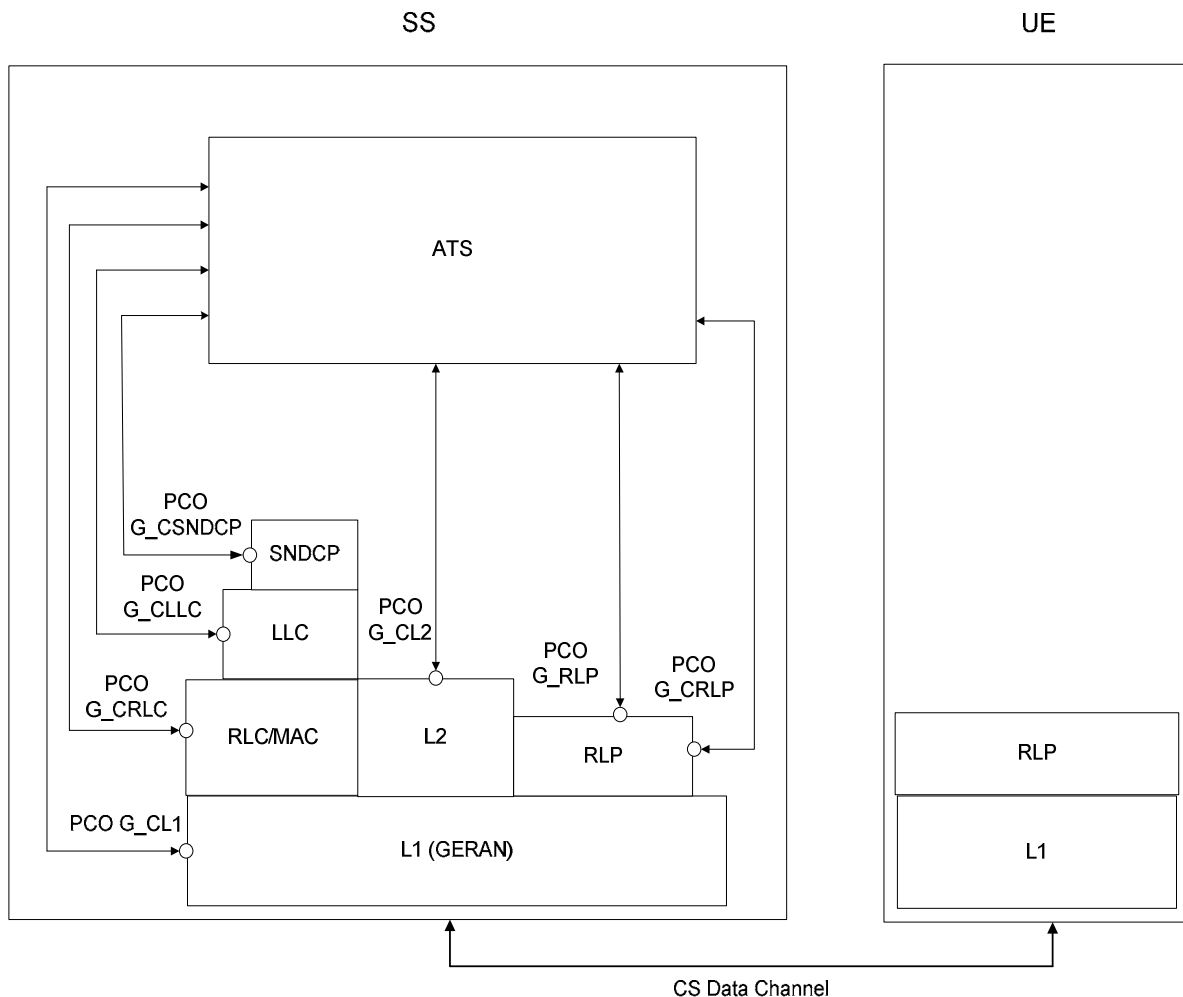 SS
UE
ATS
PCO
G_CSNDCP
SNDCP
PCO
G_CLLC
LLC
PCO
G_CL2
PCO
G_RLP
PCO
G_CRLP
PCO
G_CRLC
RLC/MAC
L2
RLP
RLP
PCO G_CL1
L1 (GERAN)
L1
CS Data Channel